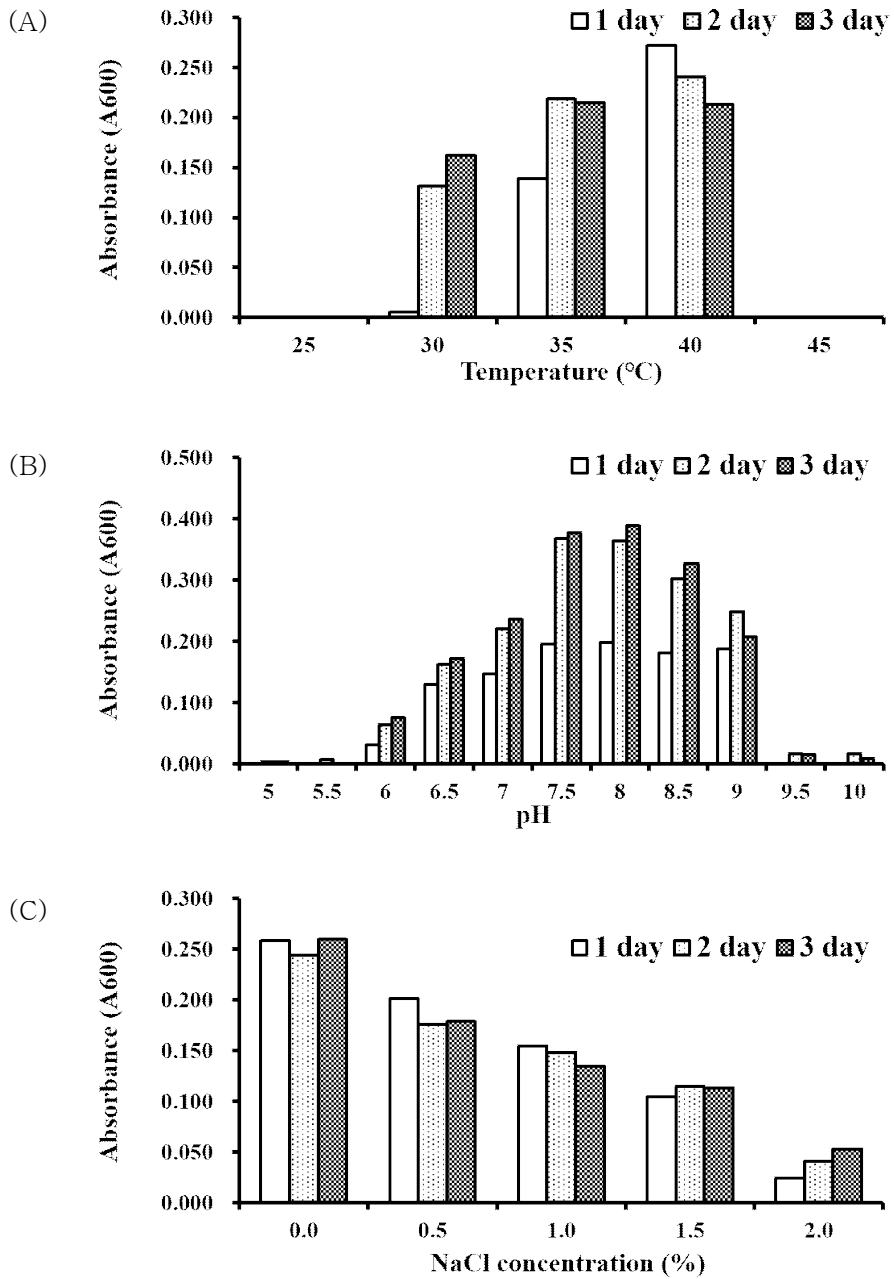 (A)
□ 1 day □ 2 day ■ 3 day
0.300
0.250
0.200
0.150
0.100
0.050
0.000
Absorbance (A600)
25 30 35 40 45
Temperature (°C)
(B)
□ 1 day □ 2 day ■ 3 day
0.500
0.400
0.300
0.200
0.100
0.000
Absorbance (A600)
5 5.5 6 6.5 7 7.5 8 8.5 9 9.5 10
pH
(C)
□ 1 day □ 2 day ■ 3 day
0.300
0.250
0.200
0.150
0.100
0.050
0.000
Absorbance (A600)
0.0 0.5 1.0 1.5 2.0
NaCl concentration (%)